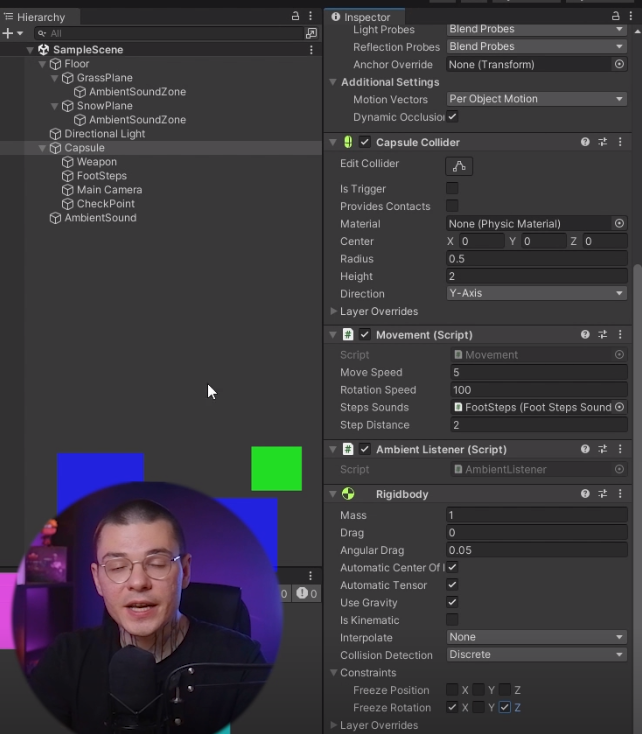 Hierarchy
All
SampleScene
Floor
GrassPlane
AmbientSoundZone
SnowPlane
AmbientSoundZone
Directional Light
Capsule
Weapon
FootSteps
Main Camera
CheckPoint
AmbientSound
0
0
Inspector
Light Probes Blend Probes
Reflection Probes Blend Probes
Anchor Override None (Transform)
Additional Settings
Motion Vectors Per Object Motion
Dynamic Occlusio
Capsule Collider
Edit Collider
Is Trigger
Provides Contacts
Material None (Physic Material)
Center X 0 Y 0 Z 0
Radius 0.5
Height 2
Direction Y-Axis
Layer Overrides
Movement (Script)
Script Movement
Move Speed 5
Rotation Speed 100
Steps Sounds FootSteps (Foot Steps Sound
Step Distance 2
Ambient Listener (Script)
Script AmbientListener
Rigidbody
Mass 1
Drag 0
Angular Drag 0.05
Automatic Center Of
Automatic Tensor
Use Gravity
Is Kinematic
Interpolate None
Collision Detection Discrete
Constraints
Freeze Position X Y Z
Freeze Rotation X Y Z
Layer Overrides